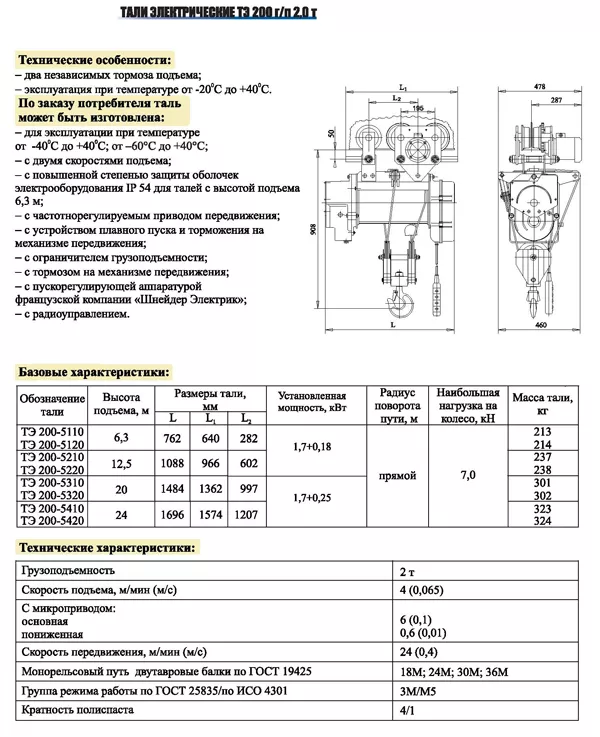 ТАЛИ ЭЛЕКТРИЧЕСКИЕ ТЭ 200 г/п 2,0 т
Технические особенности:
– два независимых тормоза подъема;
– эксплуатация при температуре от -20⁰С до +40⁰С.
По заказу потребителя таль
может быть изготовлена:
– для эксплуатации при температуре
от -40⁰С до +40⁰С; от –60°С до +40°С;
– с двумя скоростями подъема;
– с повышенной степенью защиты оболочек
электрооборудования IP 54 для талей с высотой подъема
6,3 м;
– с частотнорегулируемым приводом передвижения;
– с устройством плавного пуска и торможения на
механизме передвижения;
– с ограничителем грузоподъемности;
– с тормозом на механизме передвижения;
– с пускорегулирующей аппаратурой
французской компании «Шнейдер Электрик»;
– с радиоуправлением.
L₁
L₂
195
50
908
L
478
287
460
Базовые характеристики:
Обозначение тали | Высота подъема, м | Размеры тали, мм | Установленная мощность, кВт | Радиус поворота пути, м | Наибольшая нагрузка на колесо, кН | Масса тали, кг
L | L₁ | L₂
ТЭ 200-5110 | 6,3 | 762 | 640 | 282 | 1,7+0,18 | прямой | 7,0 | 213
ТЭ 200-5120 | 214
ТЭ 200-5210 | 12,5 | 1088 | 966 | 602 | 237
ТЭ 200-5220 | 238
ТЭ 200-5310 | 20 | 1484 | 1362 | 997 | 1,7+0,25 | 301
ТЭ 200-5320 | 302
ТЭ 200-5410 | 24 | 1696 | 1574 | 1207 | 323
ТЭ 200-5420 | 324
Технические характеристики:
Грузоподъемность | 2 т
Скорость подъема, м/мин (м/с) | 4 (0,065)
С микроприводом:
основная | 6 (0,1)
пониженная | 0,6 (0,01)
Скорость передвижения, м/мин (м/с) | 24 (0,4)
Монорельсовый путь двутавровые балки по ГОСТ 19425 | 18М; 24М; 30М; 36М
Группа режима работы по ГОСТ 25835/по ИСО 4301 | 3М/М5
Кратность полиспаста | 4/1